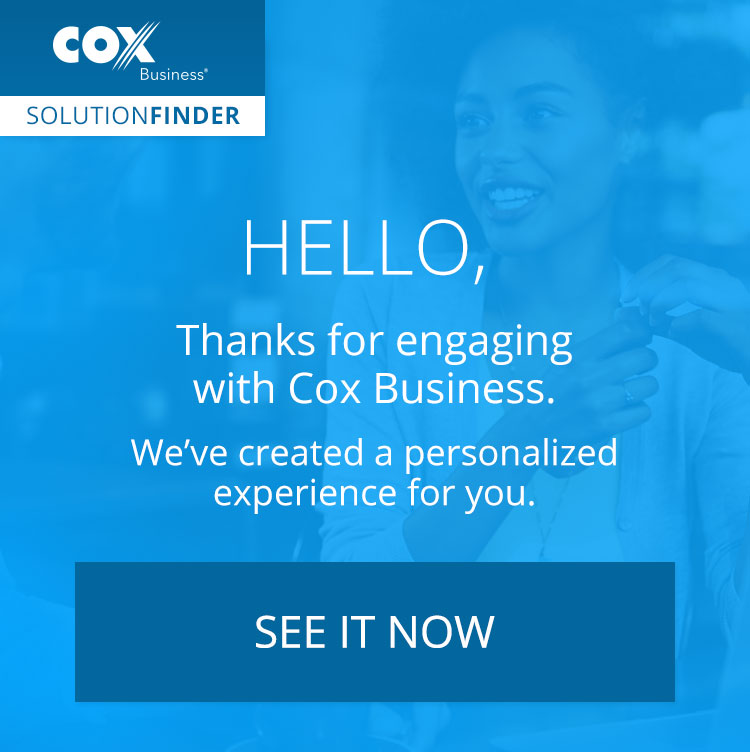 COX
Business®
SOLUTIONFINDER
HELLO,
Thanks for engaging
with Cox Business.
We’ve created a personalized
experience for you.
SEE IT NOW